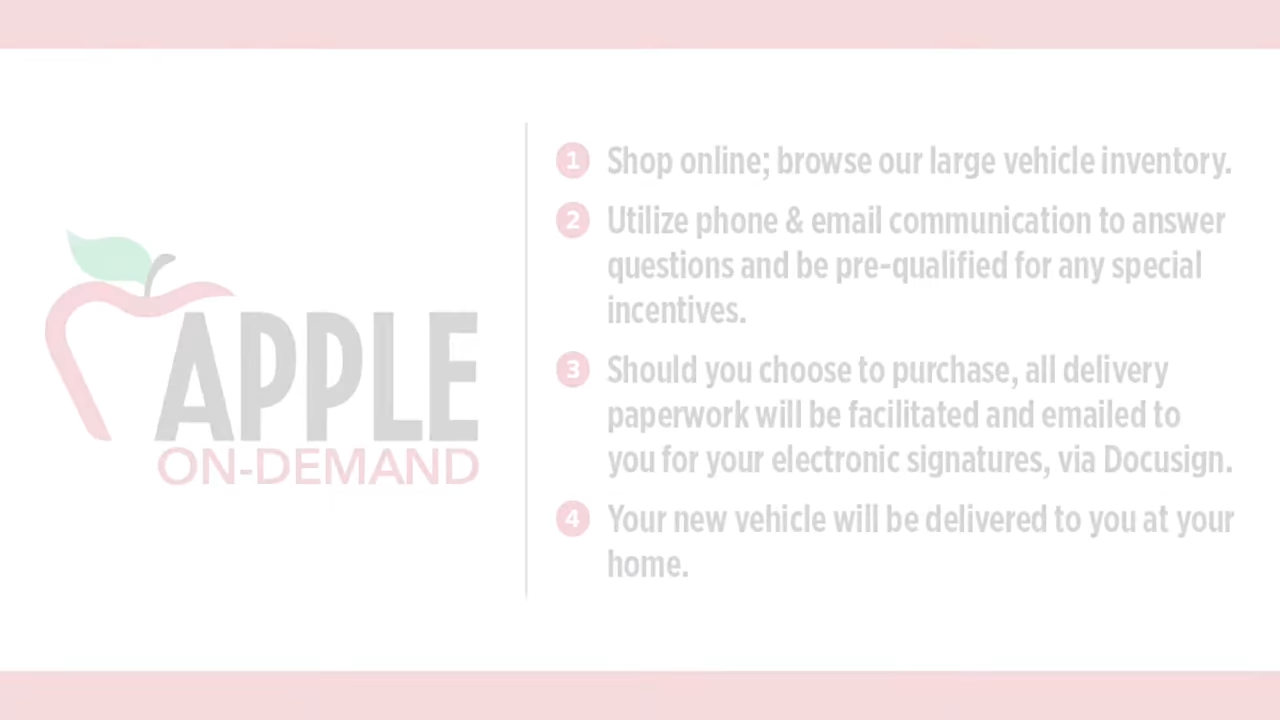 APPLE
ON-DEMAND
1 Shop online; browse our large vehicle inventory.
2 Utilize phone & email communication to answer
questions and be pre-qualified for any special
incentives.
3 Should you choose to purchase, all delivery
paperwork will be facilitated and emailed to
you for your electronic signatures, via Docusign.
4 Your new vehicle will be delivered to you at your
home.